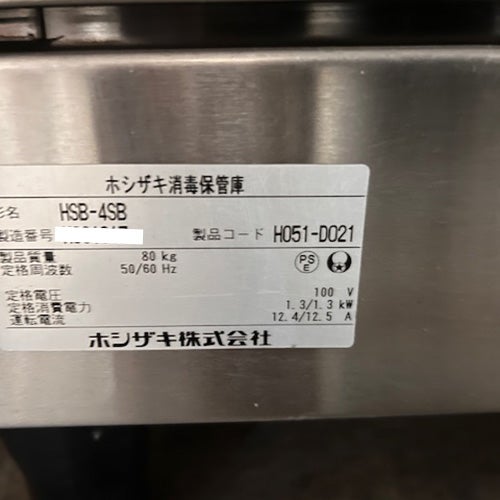 ホシザキ消毒保管庫
形名 HSB-4SB
製造番号
製品コード H051-D021
製品質量 80 kg
定格周波数 50/60 Hz
PS
E
定格電圧 100 V
定格消費電力 1.3/1.3 kW
運転電流 12.4/12.5 A
ホシザキ株式会社